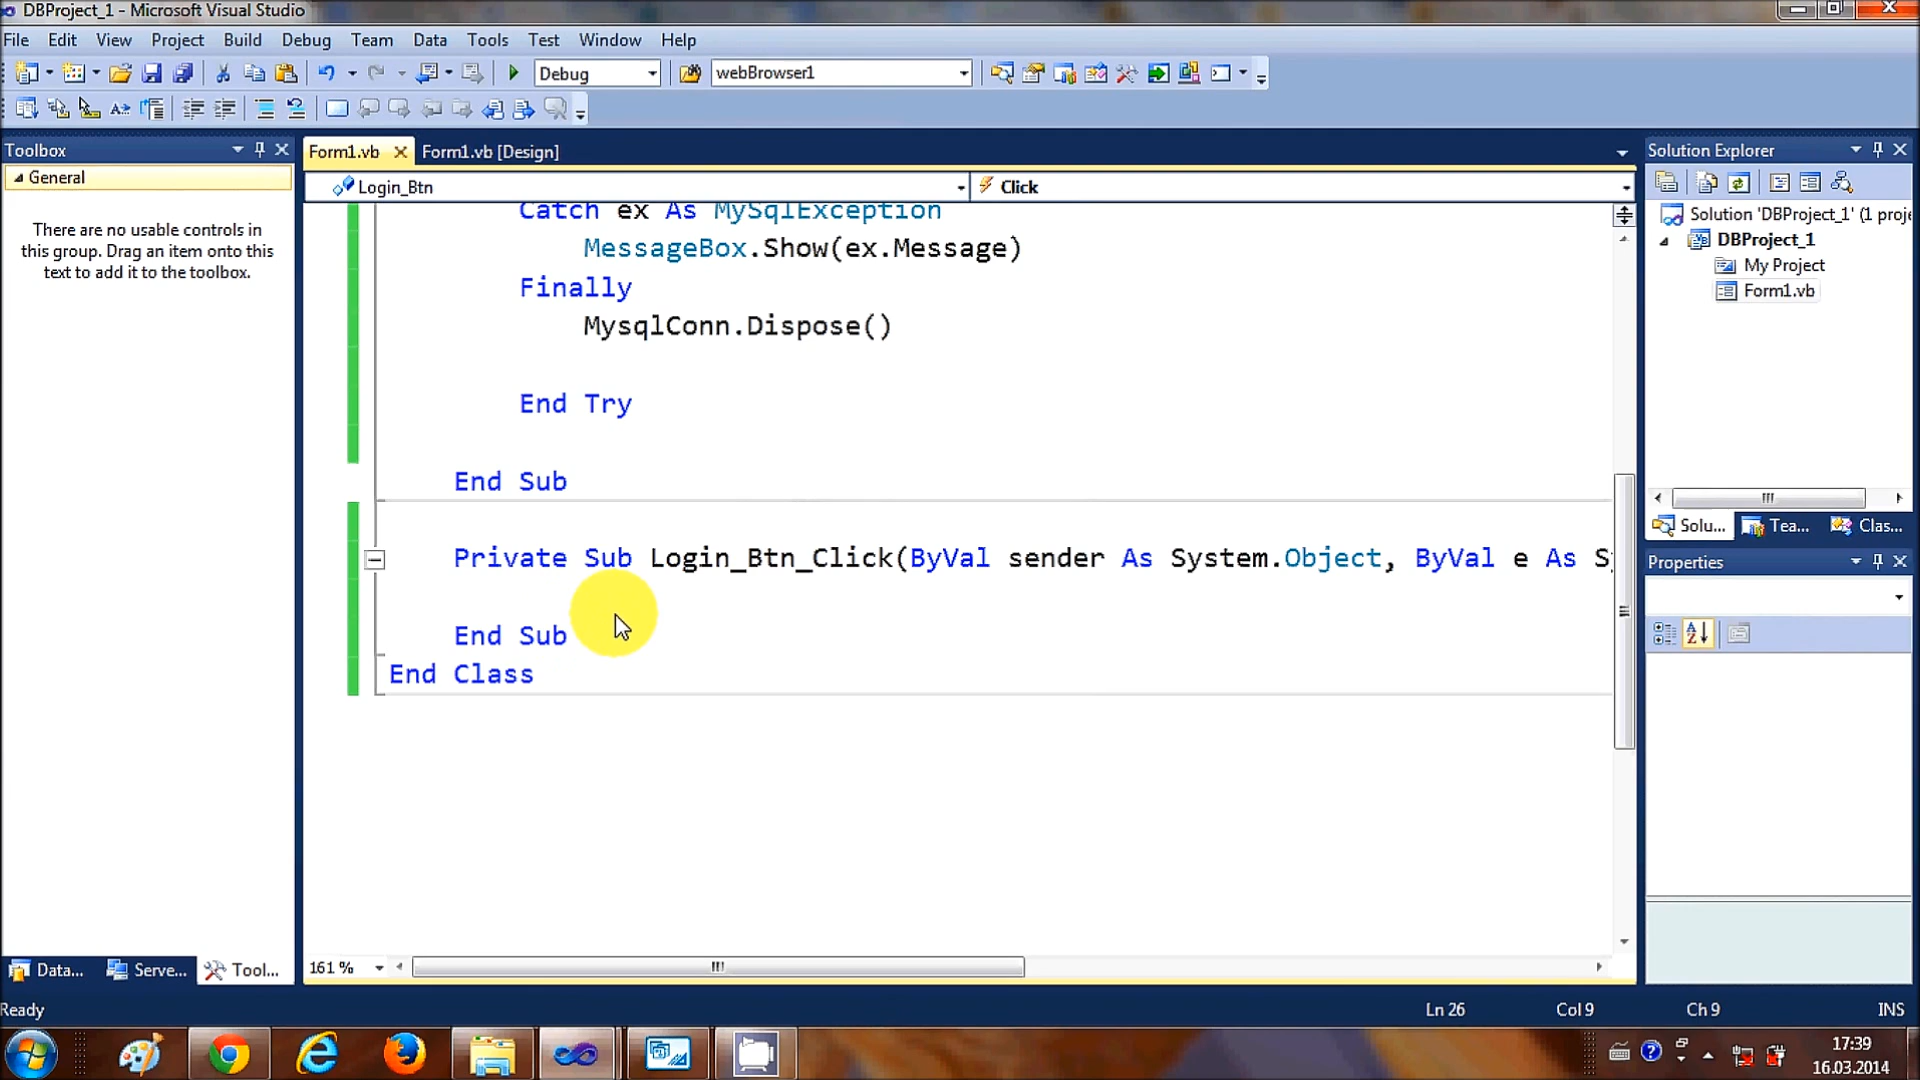 DBProject_1 - Microsoft Visual Studio
File Edit View Project Build Debug Team Data Tools Test Window Help
Debug webBrowser1
Toolbox
General
There are no usable controls in
this group. Drag an item onto this
text to add it to the toolbox.
Data... Serve... Tool...
Form1.vb Form1.vb [Design]
Login_Btn Click
Catch ex As MySqlException
MessageBox.Show(ex.Message)
Finally
MysqlConn.Dispose()
End Try
End Sub
Private Sub Login_Btn_Click(ByVal sender As System.Object, ByVal e As S
End Sub
End Class
161 %
Solution Explorer
Solution 'DBProject_1' (1 proje
DBProject_1
My Project
Form1.vb
Solu... Tea... Clas...
Properties
Ready Ln 26 Col 9 Ch 9 INS
17:39
16.03.2014